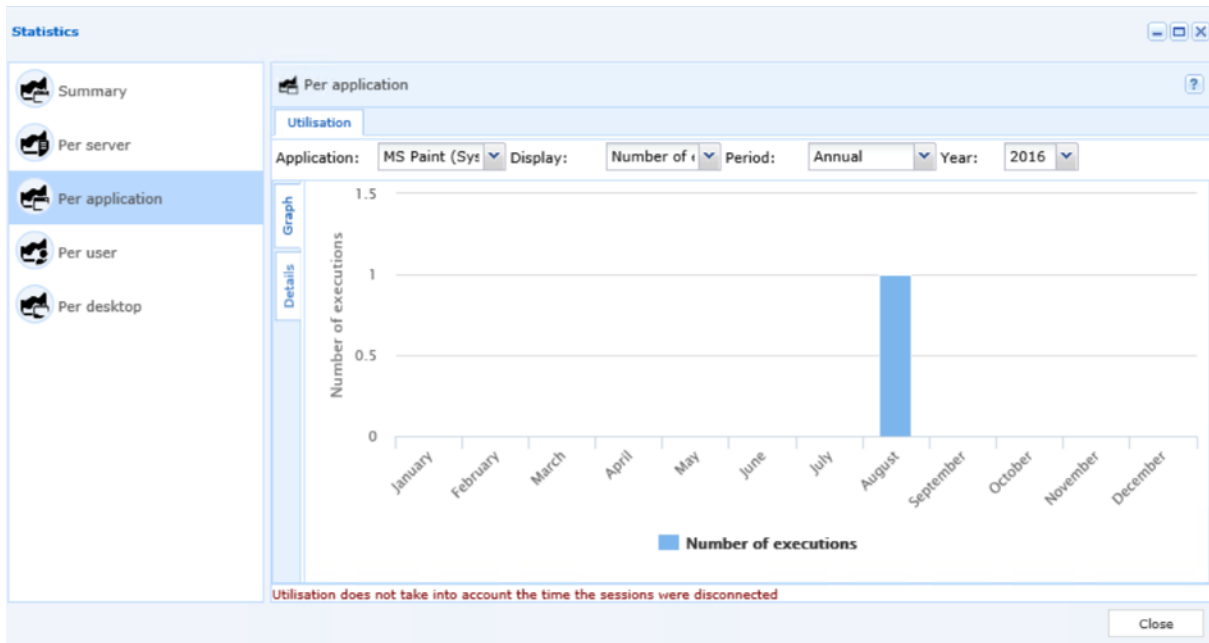 Statistics
Summary
Per server
Per application
Per user
Per desktop
Per application
?
Utilisation
Application: MS Paint (Sys Display: Number of e Period: Annual Year: 2016
Graph
Details
Number of executions
1.5
1
0.5
0
January February March April May June July August September October November December
Number of executions
Utilisation does not take into account the time the sessions were disconnected
Close